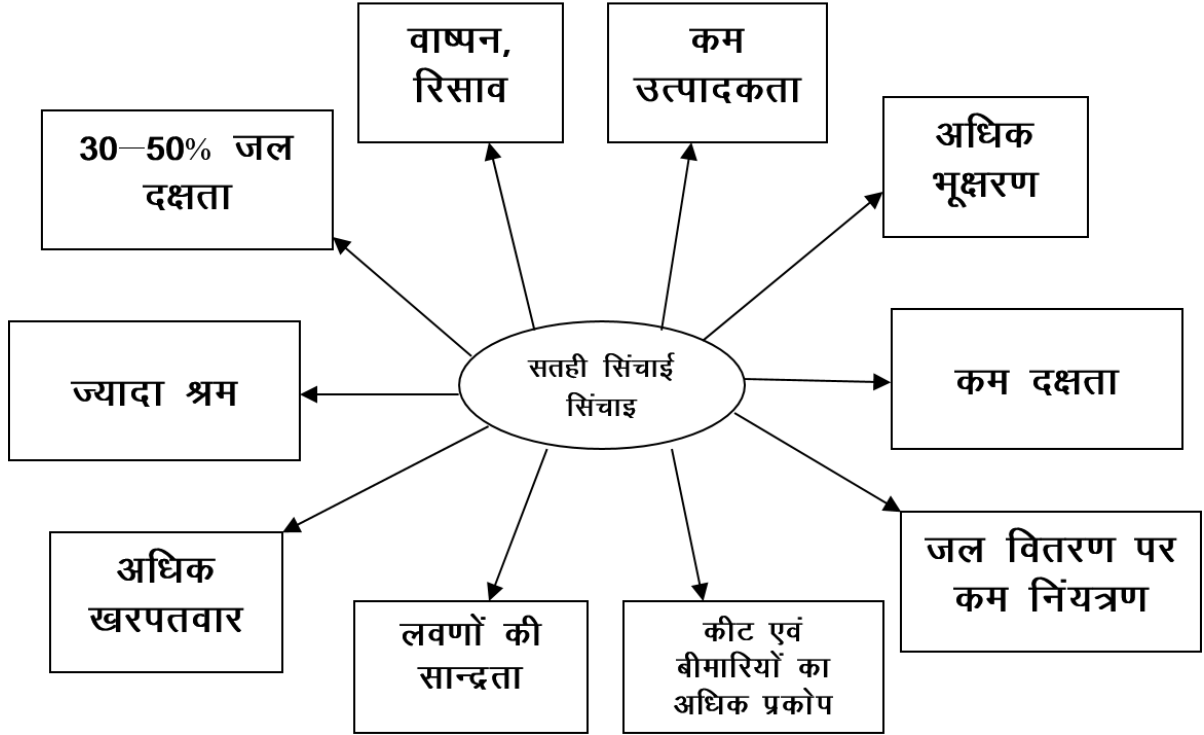 वाष्पन,
रिसाव
कम
उत्पादकता
30—50% जल
दक्षता
अधिक
भूक्षरण
सतही सिंचाई
सिंचाइ
ज्यादा श्रम
कम दक्षता
अधिक
खरपतवार
लवणों की
सान्द्रता
कीट एवं
बीमारियों का
अधिक प्रकोप
जल वितरण पर
कम निंयत्रण